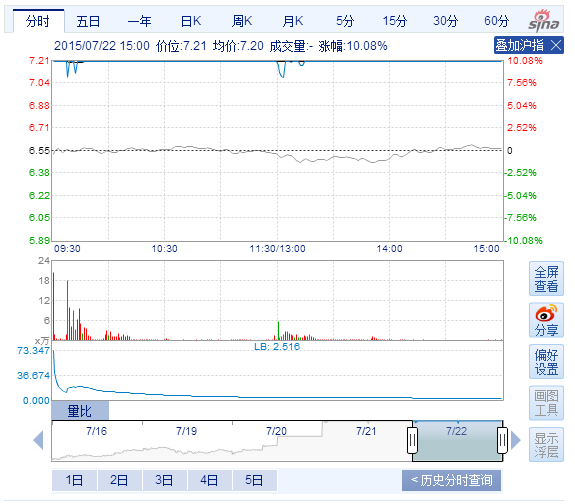 分时 五日 一年 日K 周K 月K 5分 15分 30分 60分 sina
2015/07/22 15:00 价位:7.21 均价:7.20 成交量:- 涨幅:10.08% 叠加沪指 X
7.21 10.08%
7.04 7.56%
6.88 5.04%
6.71 2.52%
6.55 0
6.38 -2.52%
6.22 -5.04%
6.05 -7.56%
5.89 -10.08%
09:30 10:30 11:30/13:00 14:00 15:00
24
18
12
6
x万
LB: 2.516
73.347
36.674
0.000
量比
7/16 7/19 7/20 7/21 7/22
1日 2日 3日 4日 5日 <历史分时查询
全屏
查看
分享
偏好
设置
画图
工具
显示
浮层